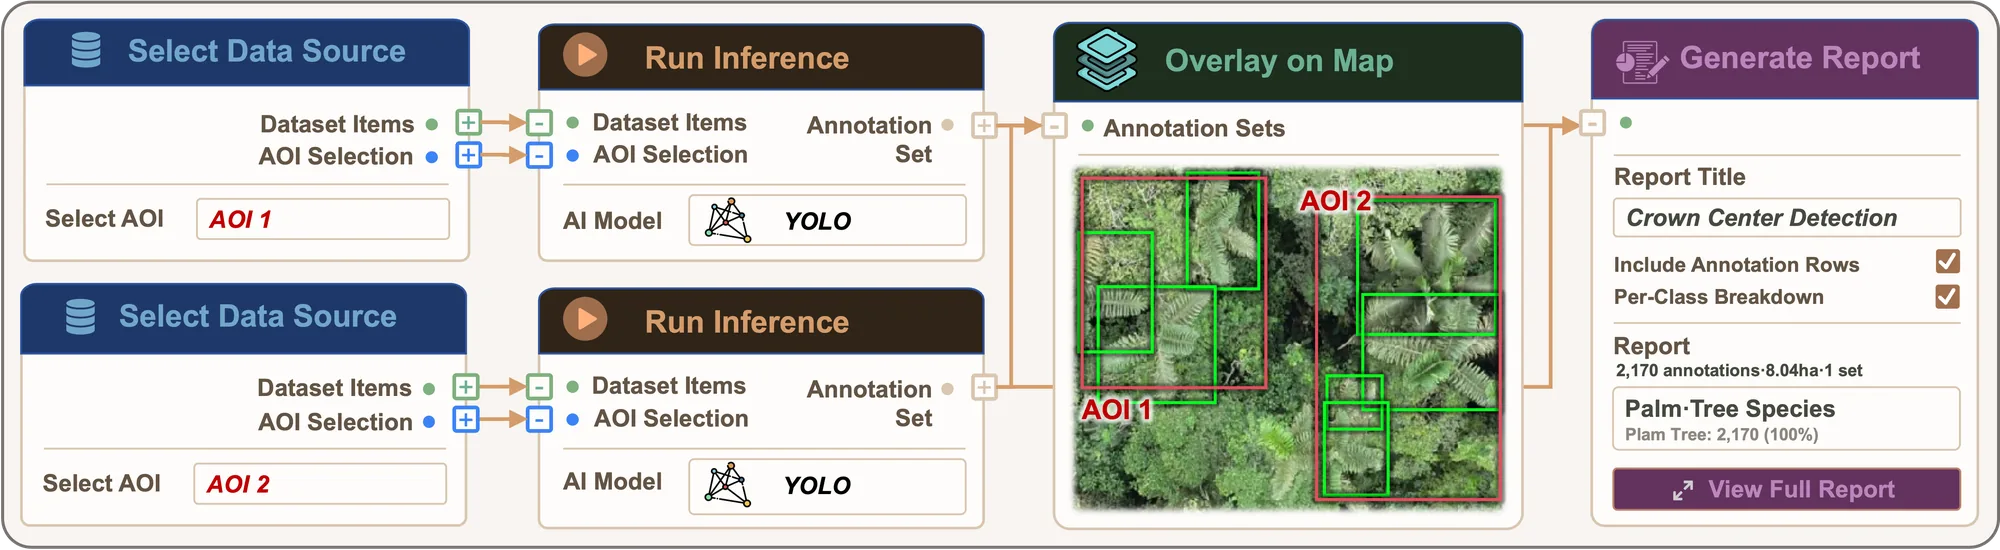 Select Data Source
Dataset Items
AOI Selection
Select AOI
AOI 1
Run Inference
Dataset Items
Annotation
AOI Selection
Set
AI Model
YOLO
Select Data Source
Dataset Items
AOI Selection
Select AOI
AOI 2
Run Inference
Dataset Items
Annotation
AOI Selection
Set
AI Model
YOLO
Overlay on Map
Annotation Sets
AOI 2
AOI 1
Generate Report
Report Title
Crown Center Detection
Include Annotation Rows
Per-Class Breakdown
Report
2,170 annotations·8.04ha·1 set
Palm·Tree Species
Plam Tree: 2,170 (100%)
View Full Report